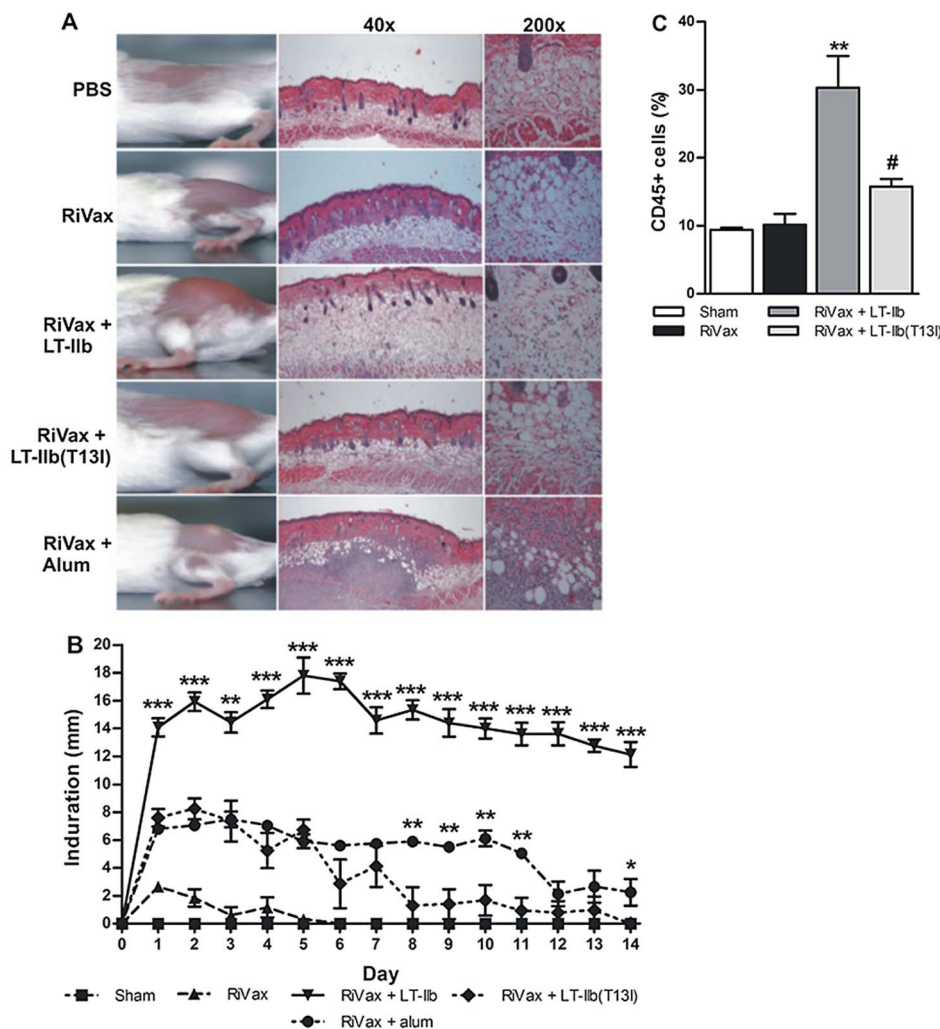 A
40x
200x
PBS
RiVax
RiVax +
LT-IIb
RiVax +
LT-IIb(T13I)
RiVax +
Alum
C
CD45+ cells (%)
40
30
20
10
0
**
#
Sham
RiVax + LT-IIb
RiVax
RiVax + LT-IIb(T13I)
B
Induration (mm)
20
18
16
14
12
10
8
6
4
2
0
*** *** ** *** *** *** *** *** *** *** *** *** *** ***
** ** ** ** *
0 1 2 3 4 5 6 7 8 9 10 11 12 13 14
Day
Sham RiVax RiVax + LT-IIb RiVax + LT-IIb(T13I)
RiVax + alum